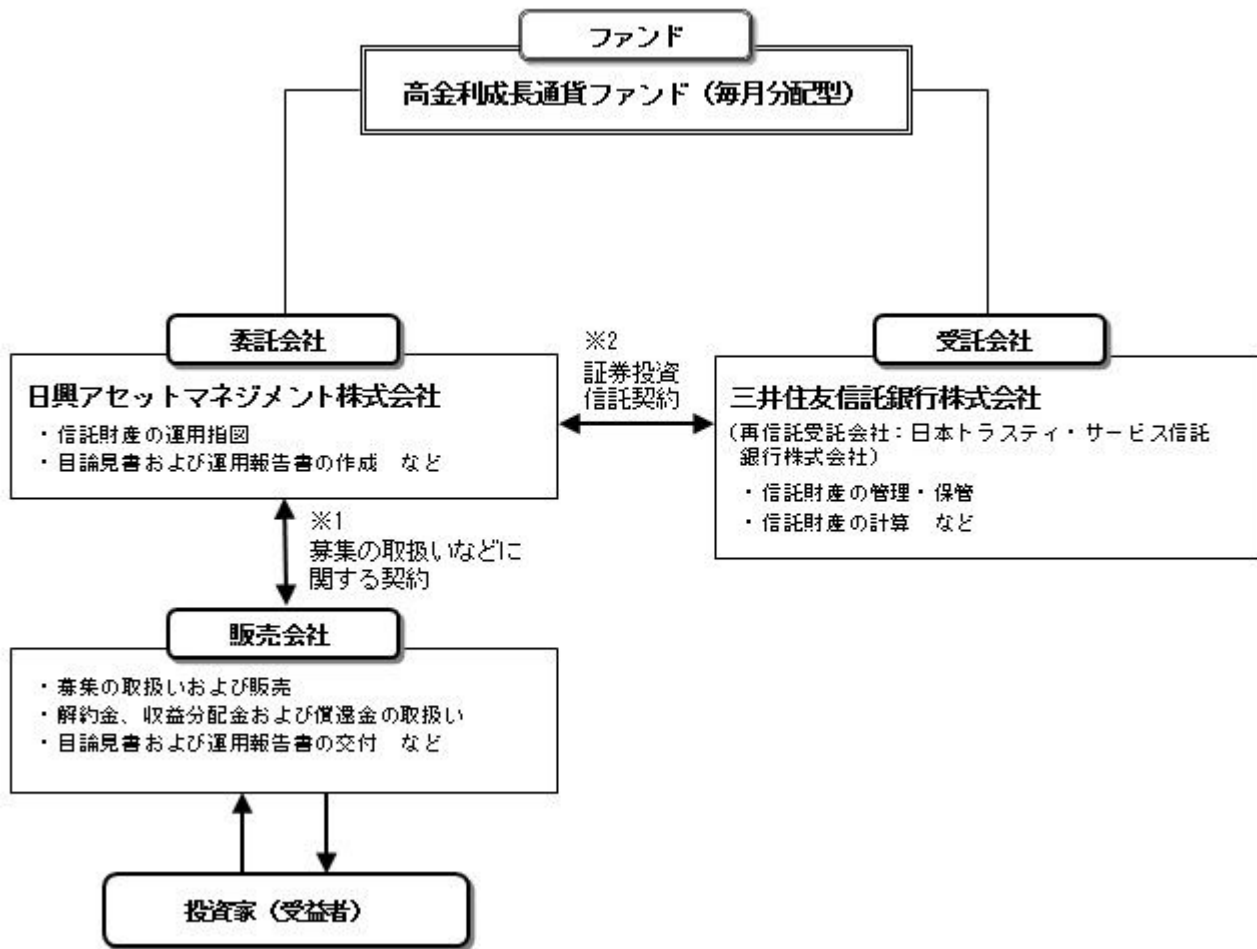 ファンド
高金利成長通貨ファンド（毎月分配型）
委託会社
日興アセットマネジメント株式会社
・信託財産の運用指図
・目論見書および運用報告書の作成　など
※2
証券投資
信託契約
受託会社
三井住友信託銀行株式会社
（再信託受託会社：日本トラスティ・サービス信託
銀行株式会社）
・信託財産の管理・保管
・信託財産の計算　など
※1
募集の取扱いなどに
関する契約
販売会社
・募集の取扱いおよび販売
・解約金、収益分配金および償還金の取扱い
・目論見書および運用報告書の交付　など
投資家（受益者）